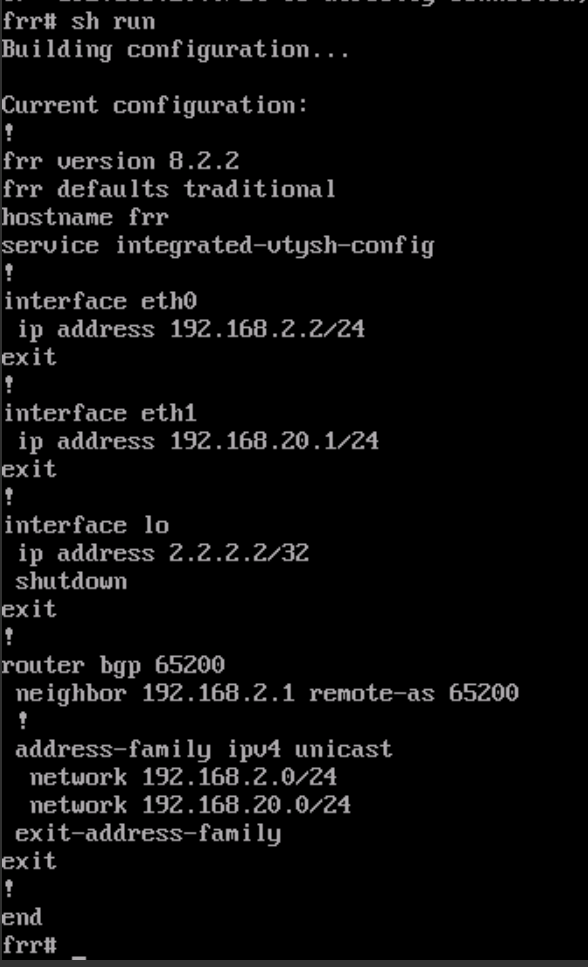 frr# sh run
Building configuration...
Current configuration:
!
frr version 8.2.2
frr defaults traditional
hostname frr
service integrated-vtysh-config
!
interface eth0
 ip address 192.168.2.2/24
exit
!
interface eth1
 ip address 192.168.20.1/24
exit
!
interface lo
 ip address 2.2.2.2/32
 shutdown
exit
!
router bgp 65200
 neighbor 192.168.2.1 remote-as 65200
 !
 address-family ipv4 unicast
  network 192.168.2.0/24
  network 192.168.20.0/24
 exit-address-family
exit
!
end
frr# _